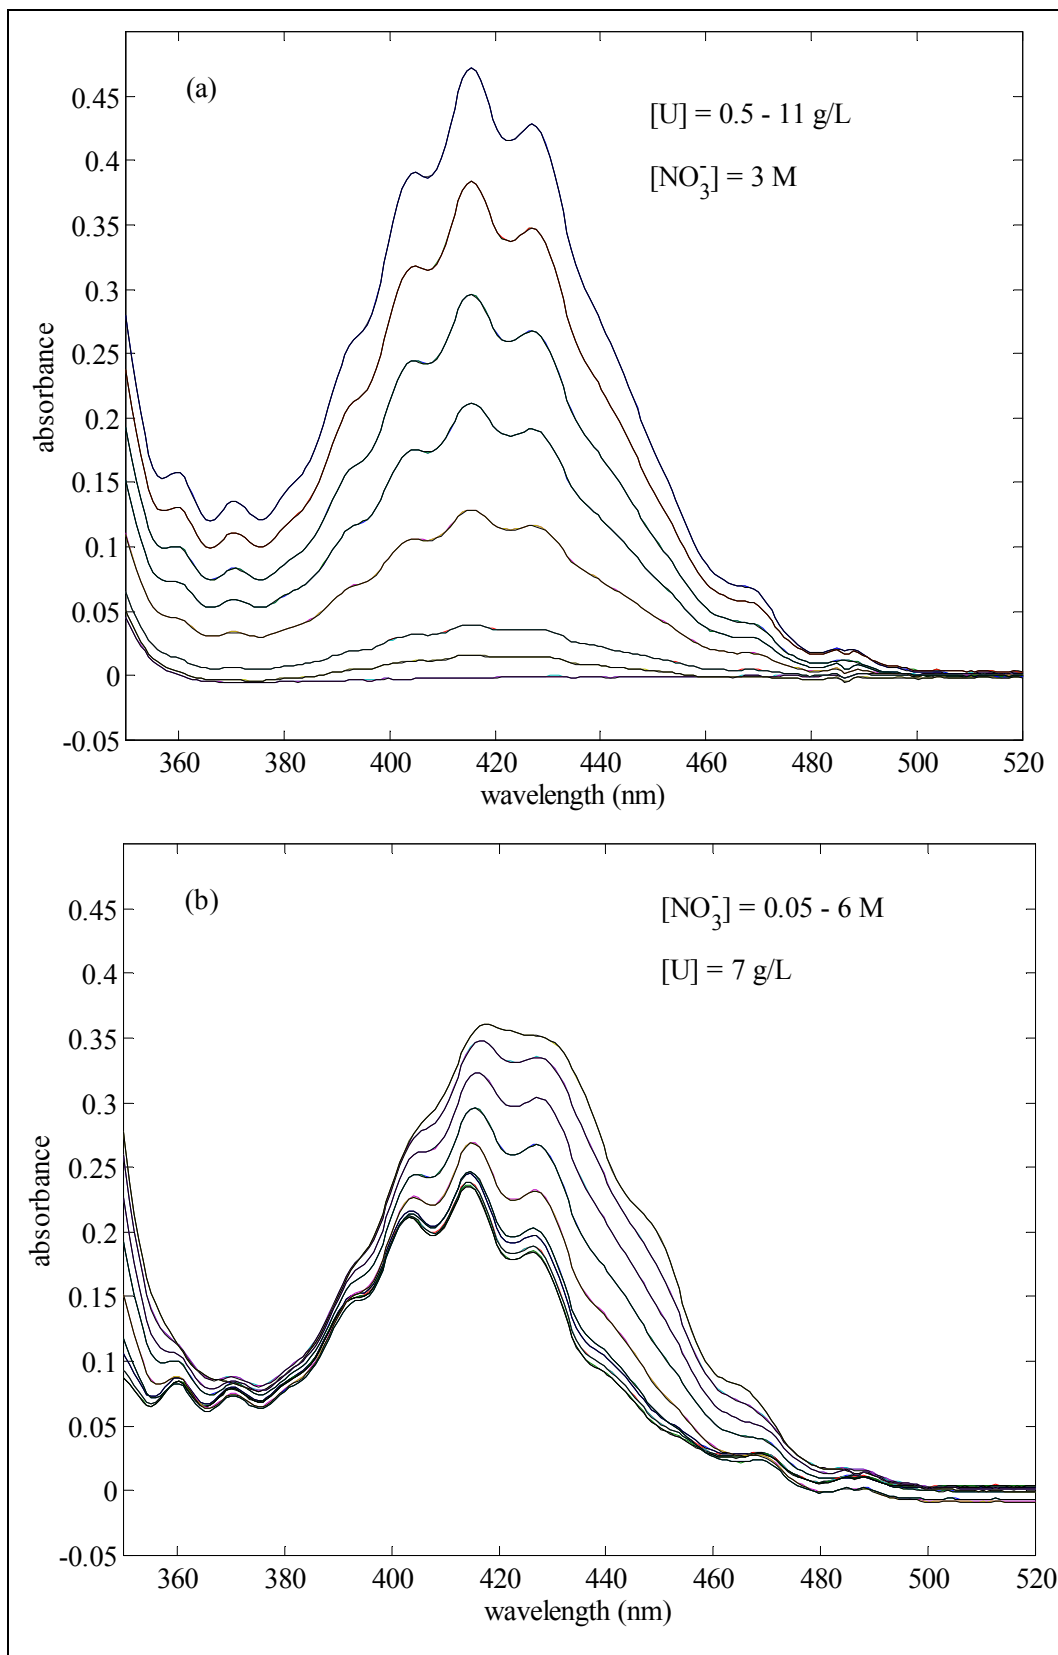 (a)
[U] = 0.5 - 11 g/L
[NO₃⁻] = 3 M
0.45
0.4
0.35
0.3
0.25
0.2
0.15
0.1
0.05
0
-0.05
absorbance
360 380 400 420 440 460 480 500 520
wavelength (nm)
(b)
[NO₃⁻] = 0.05 - 6 M
[U] = 7 g/L
0.45
0.4
0.35
0.3
0.25
0.2
0.15
0.1
0.05
0
-0.05
absorbance
360 380 400 420 440 460 480 500 520
wavelength (nm)